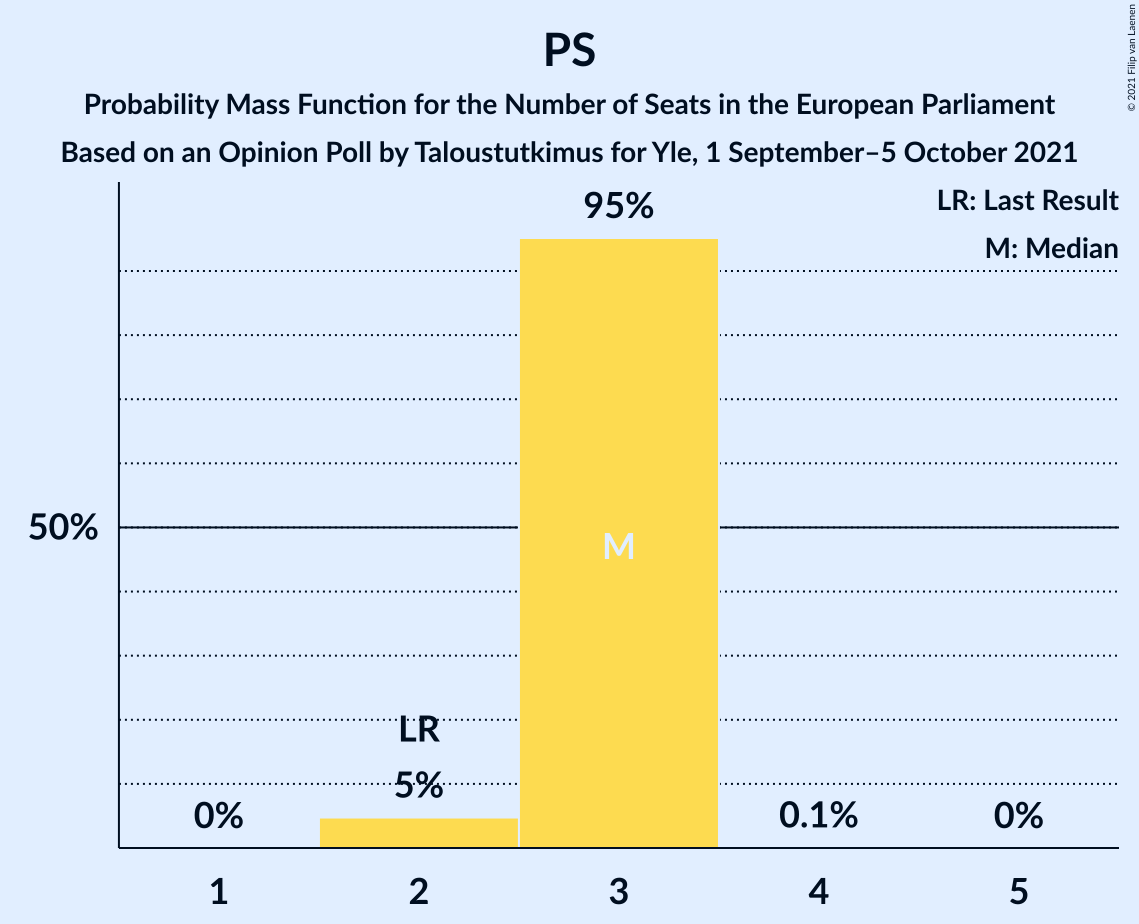 PS
Probability Mass Function for the Number of Seats in the European Parliament
Based on an Opinion Poll by Taloustutkimus for Yle, 1 September–5 October 2021
© 2021 Filip van Laenen
LR: Last Result
M: Median
95%
50%
M
LR
5%
0%
0.1%
0%
1
2
3
4
5